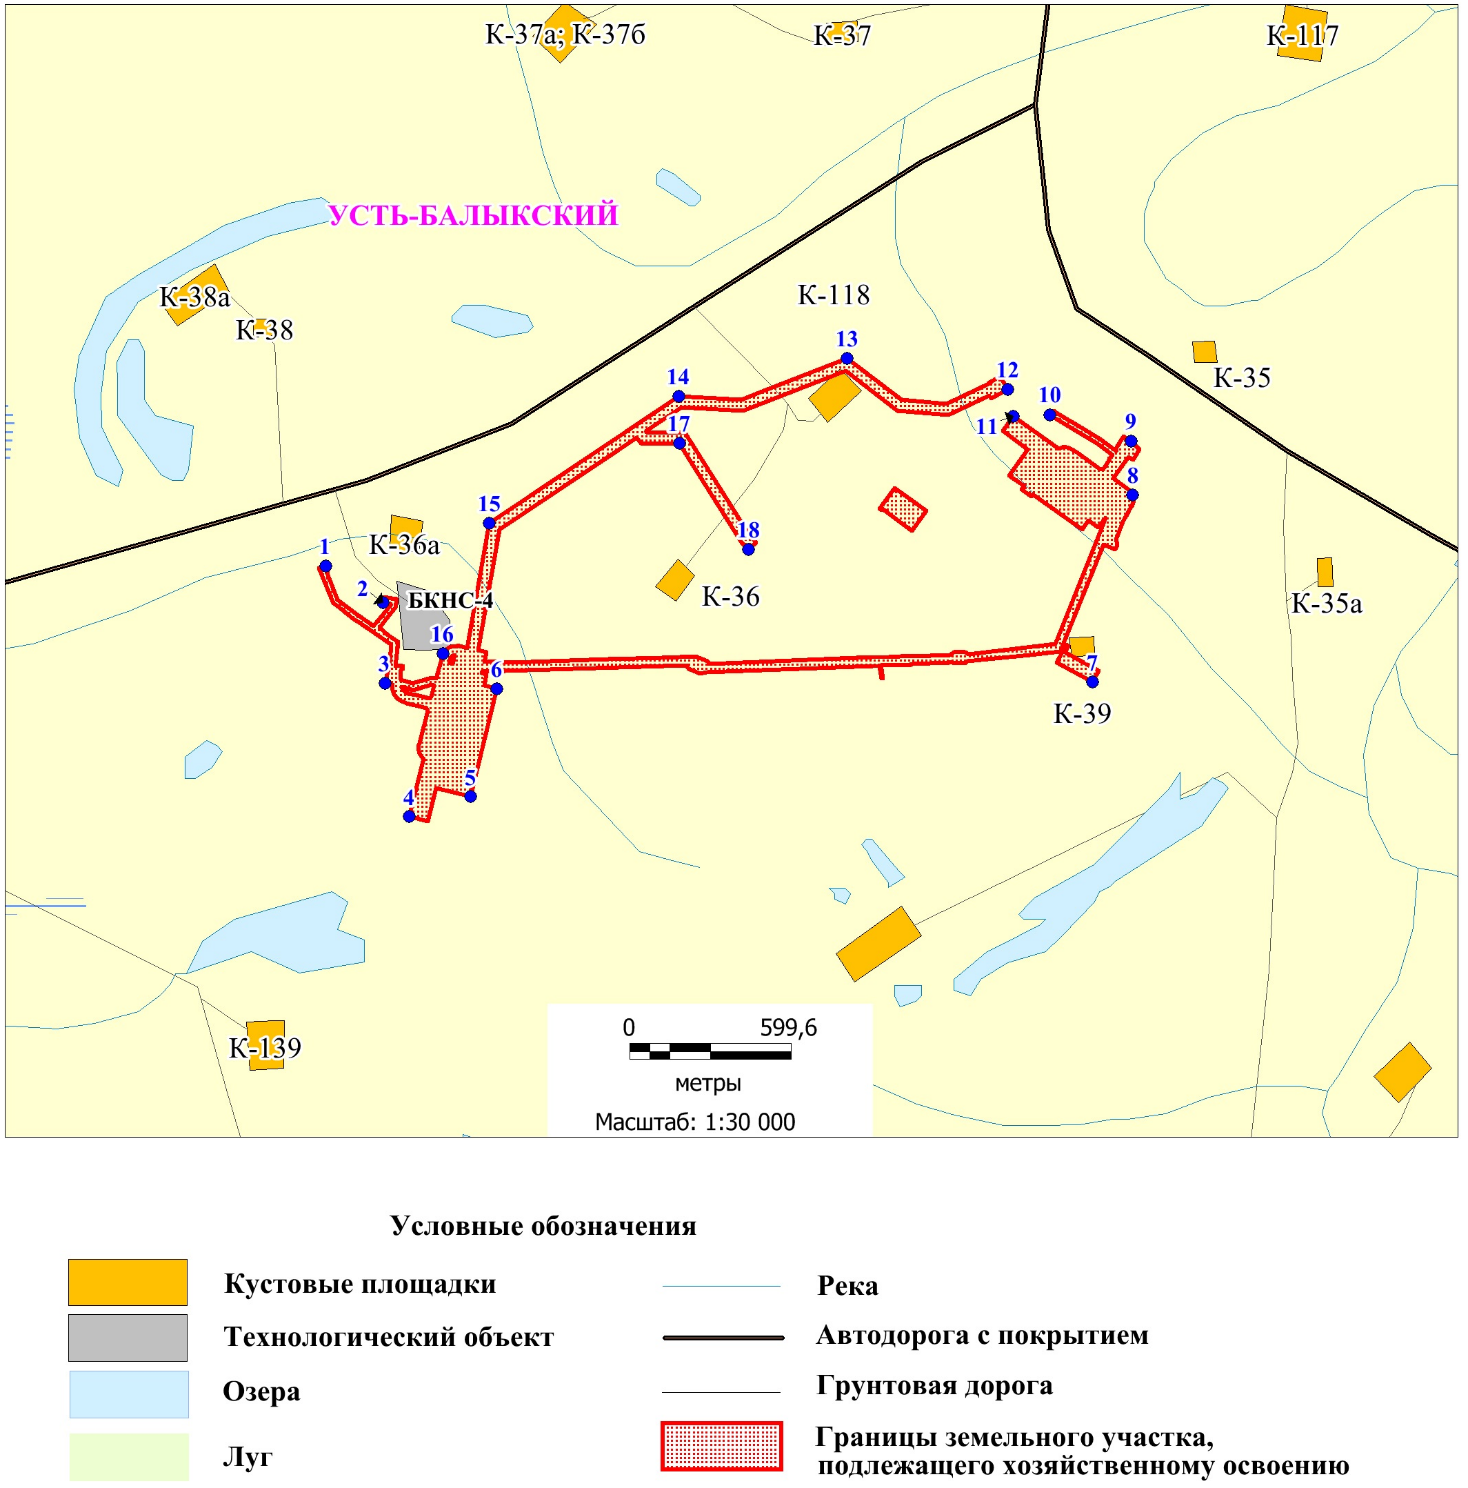 К-37а; К-37б
К-37
К-117
УСТЬ-БАЛЫКСКИЙ
К-38а
К-38
К-118
13
14
12
10
К-35
17
11
9
8
15
18
К-36а
1
2
БКНС-4
К-36
К-35а
16
3
6
7
К-39
5
4
К-139
0 599,6
метры
Масштаб: 1:30 000
Условные обозначения
Кустовые площадки
Технологический объект
Озера
Луг
Река
Автодорога с покрытием
Грунтовая дорога
Границы земельного участка,
подлежащего хозяйственному освоению